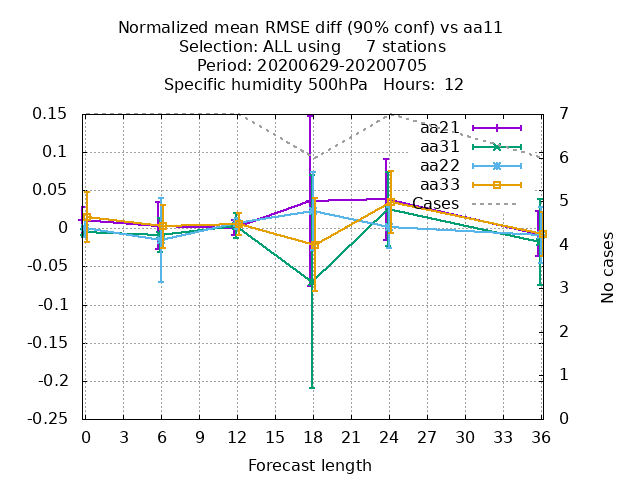 Normalized mean RMSE diff (90% conf) vs aa11
Selection: ALL using     7 stations
Period: 20200629-20200705
Specific humidity 500hPa   Hours:  12
0.15
0.1
0.05
0
-0.05
-0.1
-0.15
-0.2
-0.25
7
6
5
4
3
2
1
0
aa21
aa31
aa22
aa33
Cases
No cases
0 3 6 9 12 15 18 21 24 27 30 33 36
Forecast length